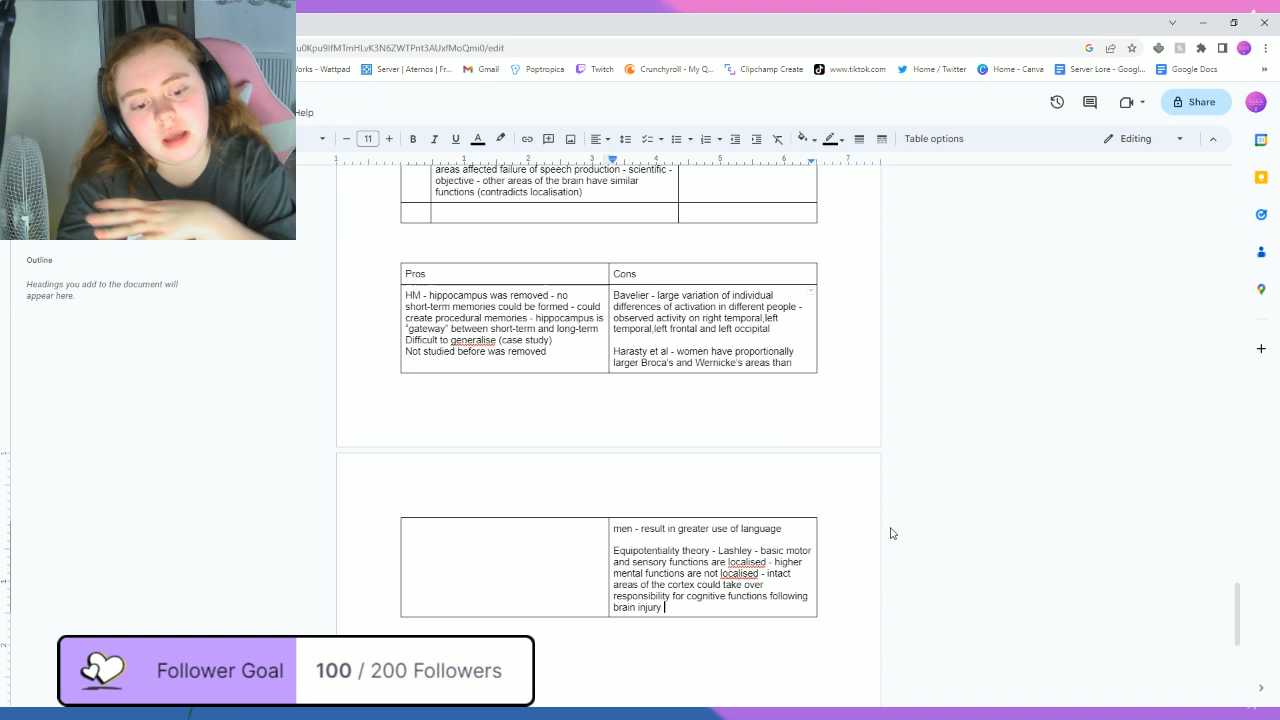 u0Kpu9lfMTmHLvK3N6ZWTPnt3AUxfMoQmi0/edit
orks - Wattpad
Server | Aternos | Fr...
Gmail
Poptropica
Twitch
Crunchyroll - My Q...
Clipchamp Create
www.tiktok.com
Home / Twitter
Home - Canva
Server Lore - Googl...
Google Docs
Help
Share
11
Table options
Editing
1 1 2 3 4 5 6 7
areas affected failure of speech production - scientific -
objective - other areas of the brain have similar
functions (contradicts localisation)
Outline
Headings you add to the document will
appear here.
Pros
Cons
HM - hippocampus was removed - no
short-term memories could be formed - could
create procedural memories - hippocampus is
"gateway" between short-term and long-term
Difficult to generalise (case study)
Not studied before was removed
Bavelier - large variation of individual
differences of activation in different people -
observed activity on right temporal,left
temporal,left frontal and left occipital
Harasty et al - women have proportionally
larger Broca's and Wernicke's areas than
men - result in greater use of language
Equipotentiality theory - Lashley - basic motor
and sensory functions are localised - higher
mental functions are not localised - intact
areas of the cortex could take over
responsibility for cognitive functions following
brain injury
Follower Goal
100 / 200 Followers